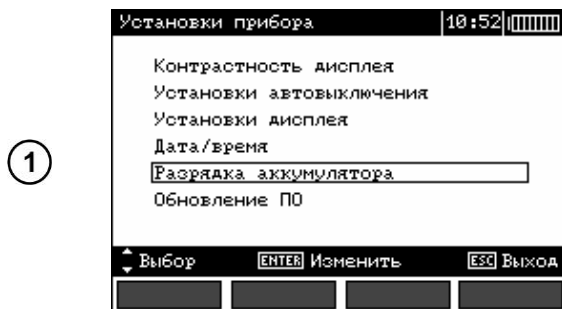 Установки прибора 10:52
Контрастность дисплея
Установки автовыключения
Установки дисплея
Дата/время
1 Разрядка аккумулятора
Обновление ПО
Выбор ENTER Изменить ESC Выход